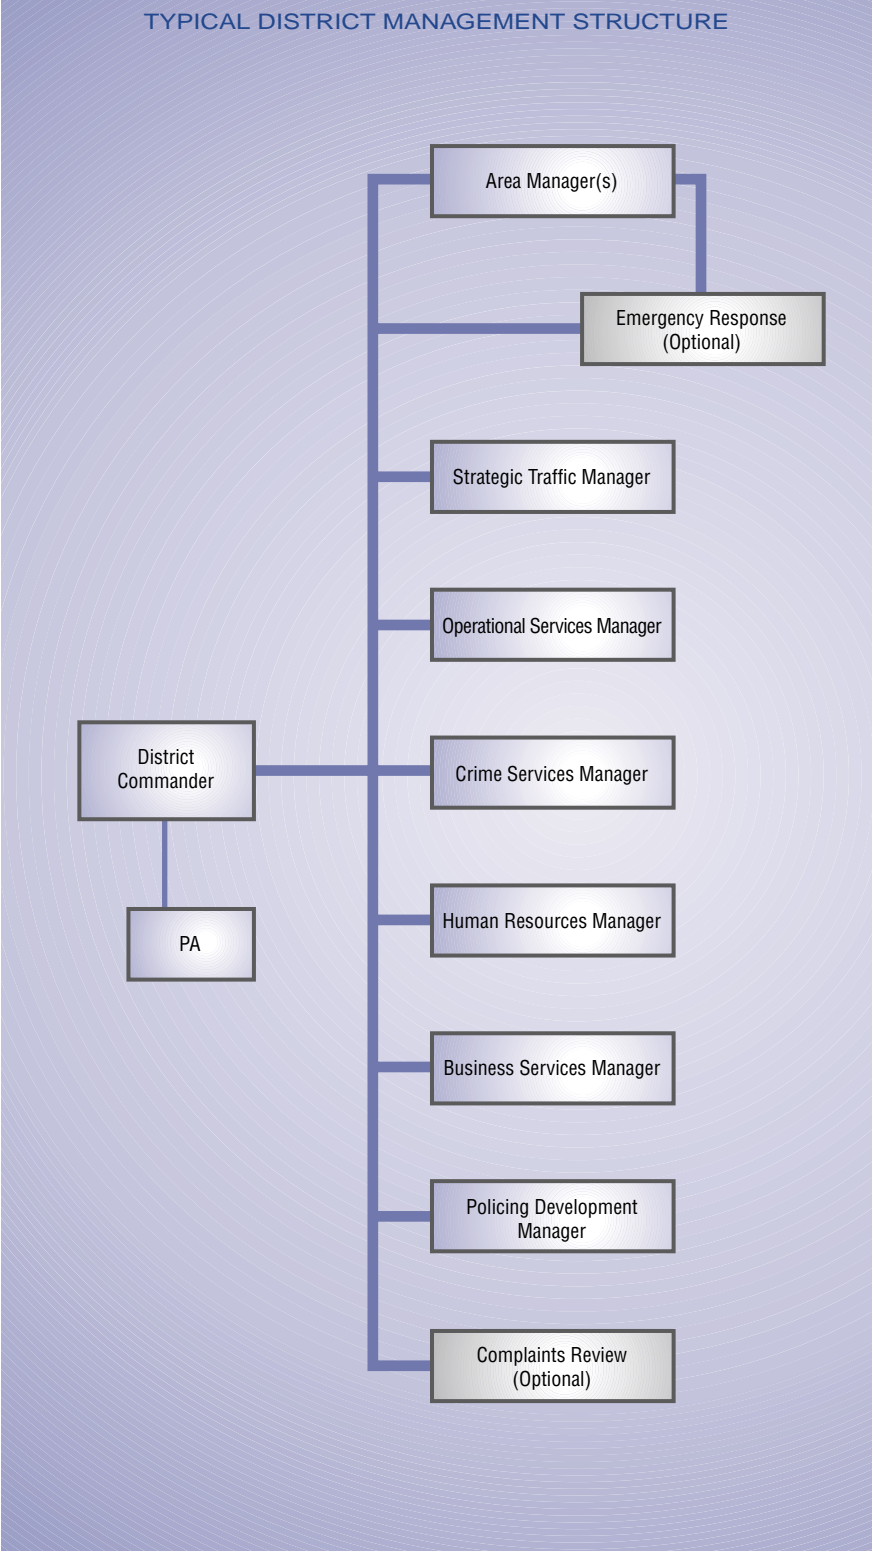 TYPICAL DISTRICT MANAGEMENT STRUCTURE
Area Manager(s)
Emergency Response
(Optional)
Strategic Traffic Manager
Operational Services Manager
District
Commander
Crime Services Manager
PA
Human Resources Manager
Business Services Manager
Policing Development
Manager
Complaints Review
(Optional)